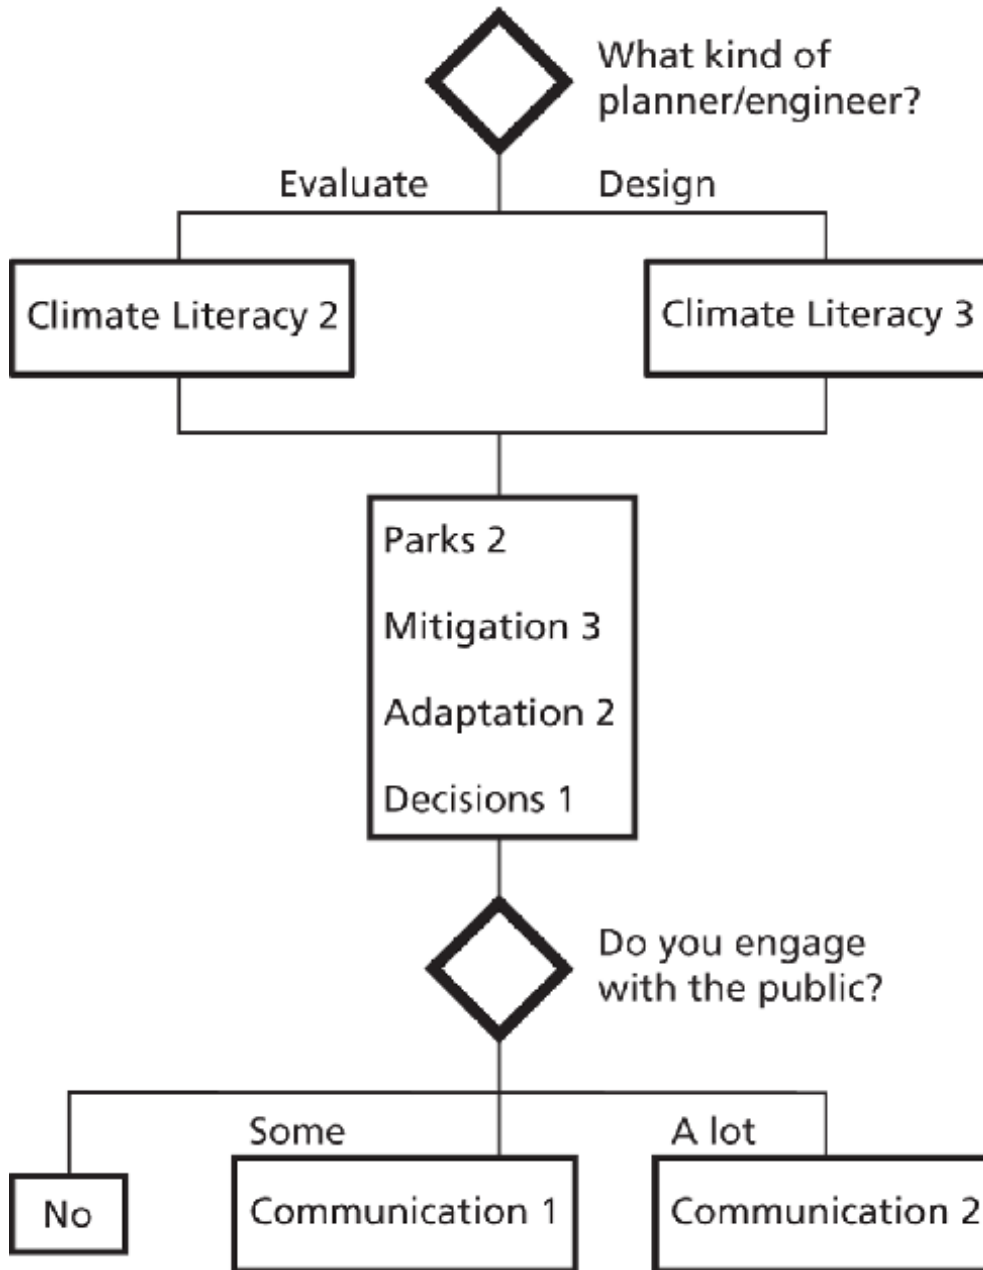 What kind of
planner/engineer?
Evaluate
Design
Climate Literacy 2
Climate Literacy 3
Parks 2
Mitigation 3
Adaptation 2
Decisions 1
Do you engage
with the public?
Some
A lot
No
Communication 1
Communication 2